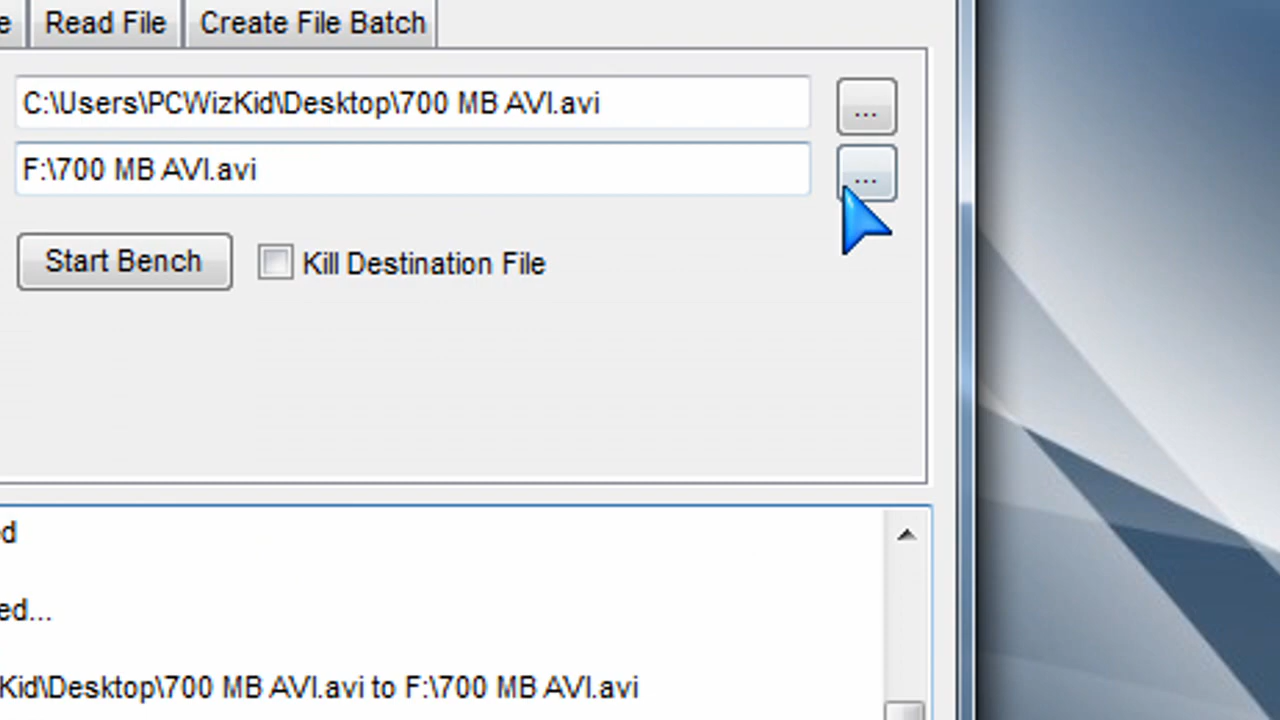 e Read File Create File Batch
C:\Users\PCWizKid\Desktop\700 MB AVI.avi ...
F:\700 MB AVI.avi ...
Start Bench Kill Destination File
ed
ed...
Kid\Desktop\700 MB AVI.avi to F:\700 MB AVI.avi